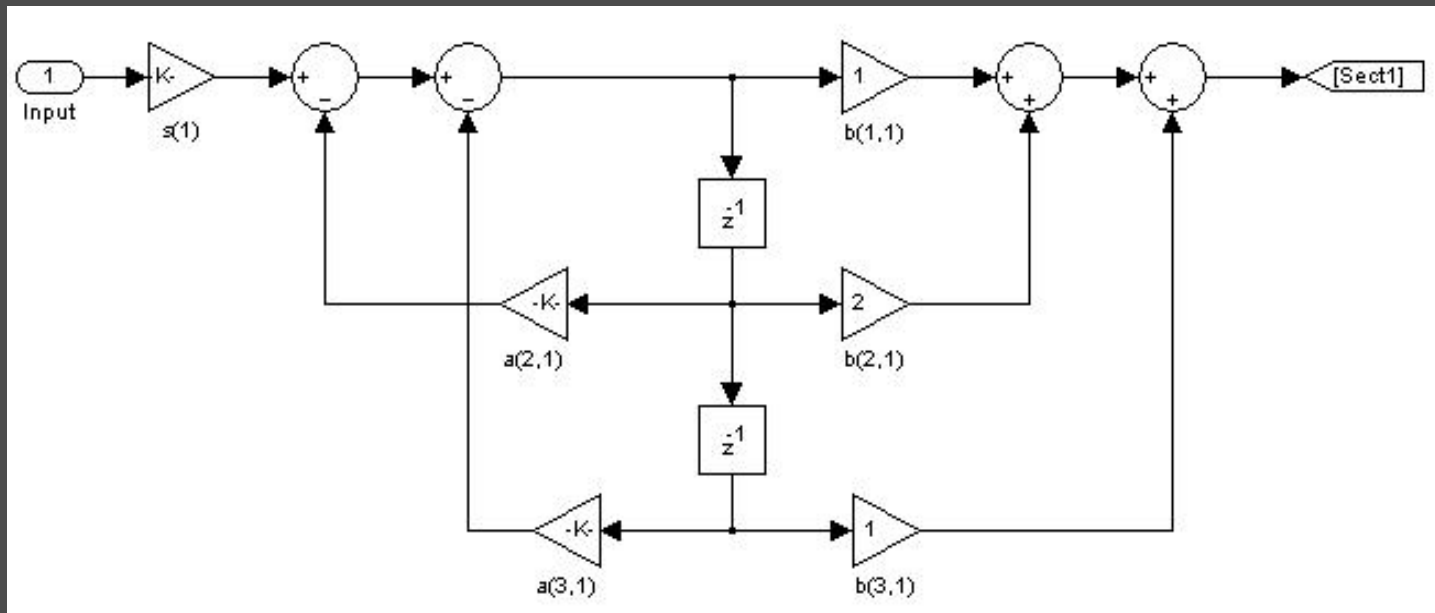 1
Input
K-
s(1)
+
−
+
−
1
b(1,1)
+
+
+
+
[Sect1]
z-1
-K-
a(2,1)
2
b(2,1)
z-1
-K-
a(3,1)
1
b(3,1)